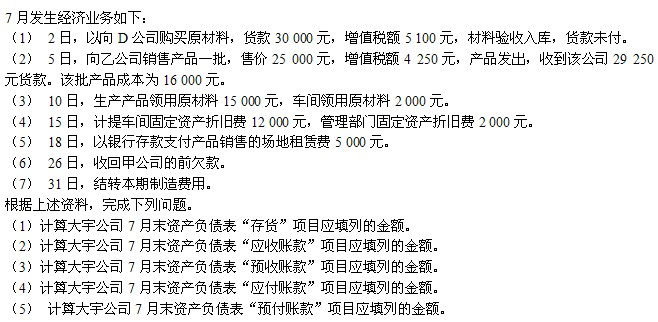 7 月发生经济业务如下：
（1） 2 日，以向 D 公司购买原材料，货款 30 000 元，增值税额 5 100 元，材料验收入库，货款未付。
（2） 5 日，向乙公司销售产品一批，售价 25 000 元，增值税额 4 250 元，产品发出，收到该公司 29 250
元货款。该批产品成本为 16 000 元。
（3） 10 日，生产产品领用原材料 15 000 元，车间领用原材料 2 000 元。
（4） 15 日，计提车间固定资产折旧费 12 000 元，管理部门固定资产折旧费 2 000 元。
（5） 18 日，以银行存款支付产品销售的场地租赁费 5 000 元。
（6） 26 日，收回甲公司的前欠款。
（7） 31 日，结转本期制造费用。
根据上述资料，完成下列问题。
（1）计算大宇公司 7 月末资产负债表“存货”项目应填列的金额。
（2）计算大宇公司 7 月末资产负债表“应收账款”项目应填列的金额。
（3）计算大宇公司 7 月末资产负债表“预收账款”项目应填列的金额。
（4）计算大宇公司 7 月末资产负债表“应付账款”项目应填列的金额。
（5） 计算大宇公司 7 月末资产负债表“预付账款”项目应填列的金额。